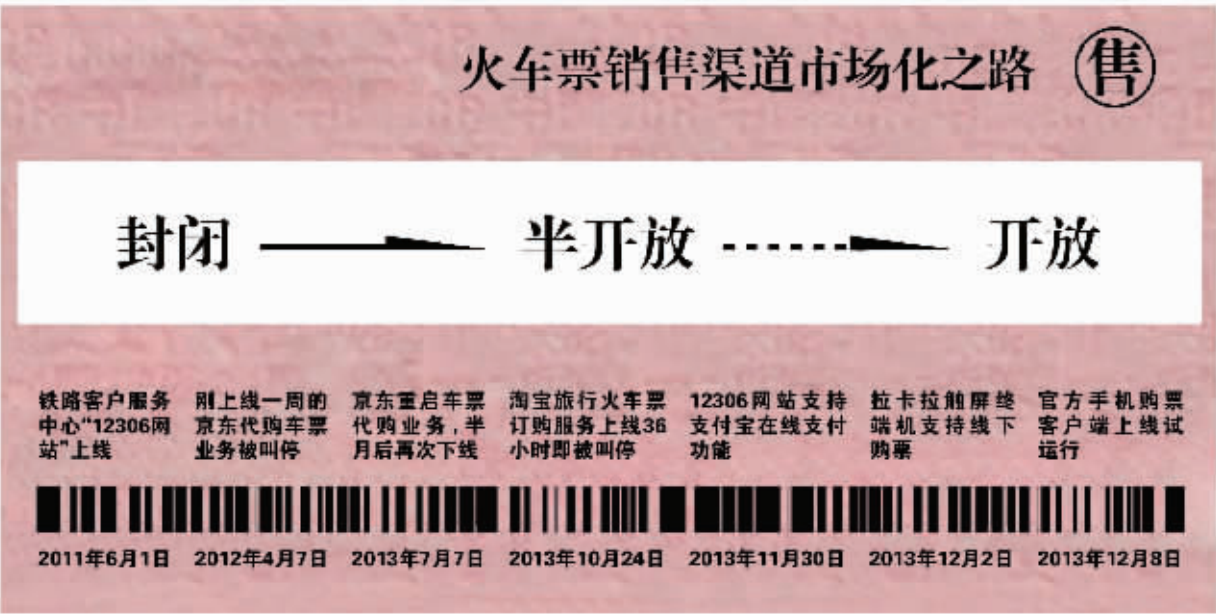 火车票销售渠道市场化之路 售
封闭 半开放 开放
铁路客户服务
中心“12306网
站”上线
刚上线一周的
京东代购车票
业务被叫停
京东重启车票
代购业务，半
月后再次下线
淘宝旅行火车票
订购服务上线36
小时即被叫停
12306网站支持
支付宝在线支付
功能
拉卡拉触屏终
端机支持线下
购票
官方手机购票
客户端上线试
运行
2011年6月1日 2012年4月7日 2013年7月7日 2013年10月24日 2013年11月30日 2013年12月2日 2013年12月8日